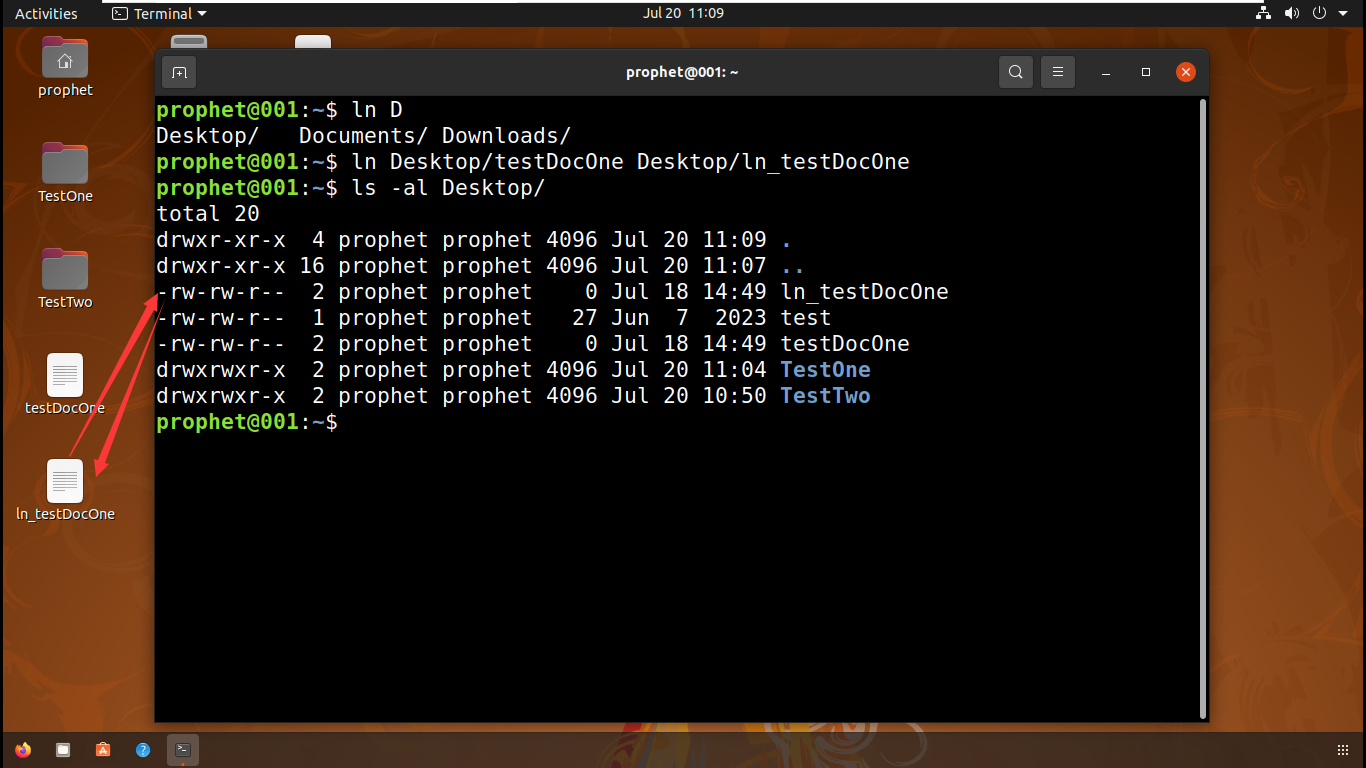 Activities
Terminal
Jul 20 11:09
prophet
TestOne
TestTwo
testDocOne
ln_testDocOne
prophet@001: ~
prophet@001:~$ ln D
Desktop/   Documents/ Downloads/
prophet@001:~$ ln Desktop/testDocOne Desktop/ln_testDocOne
prophet@001:~$ ls -al Desktop/
total 20
drwxr-xr-x  4 prophet prophet 4096 Jul 20 11:09 .
drwxr-xr-x 16 prophet prophet 4096 Jul 20 11:07 ..
-rw-rw-r--  2 prophet prophet    0 Jul 18 14:49 ln_testDocOne
-rw-rw-r--  1 prophet prophet   27 Jun  7  2023 test
-rw-rw-r--  2 prophet prophet    0 Jul 18 14:49 testDocOne
drwxrwxr-x  2 prophet prophet 4096 Jul 20 11:04 TestOne
drwxrwxr-x  2 prophet prophet 4096 Jul 20 10:50 TestTwo
prophet@001:~$